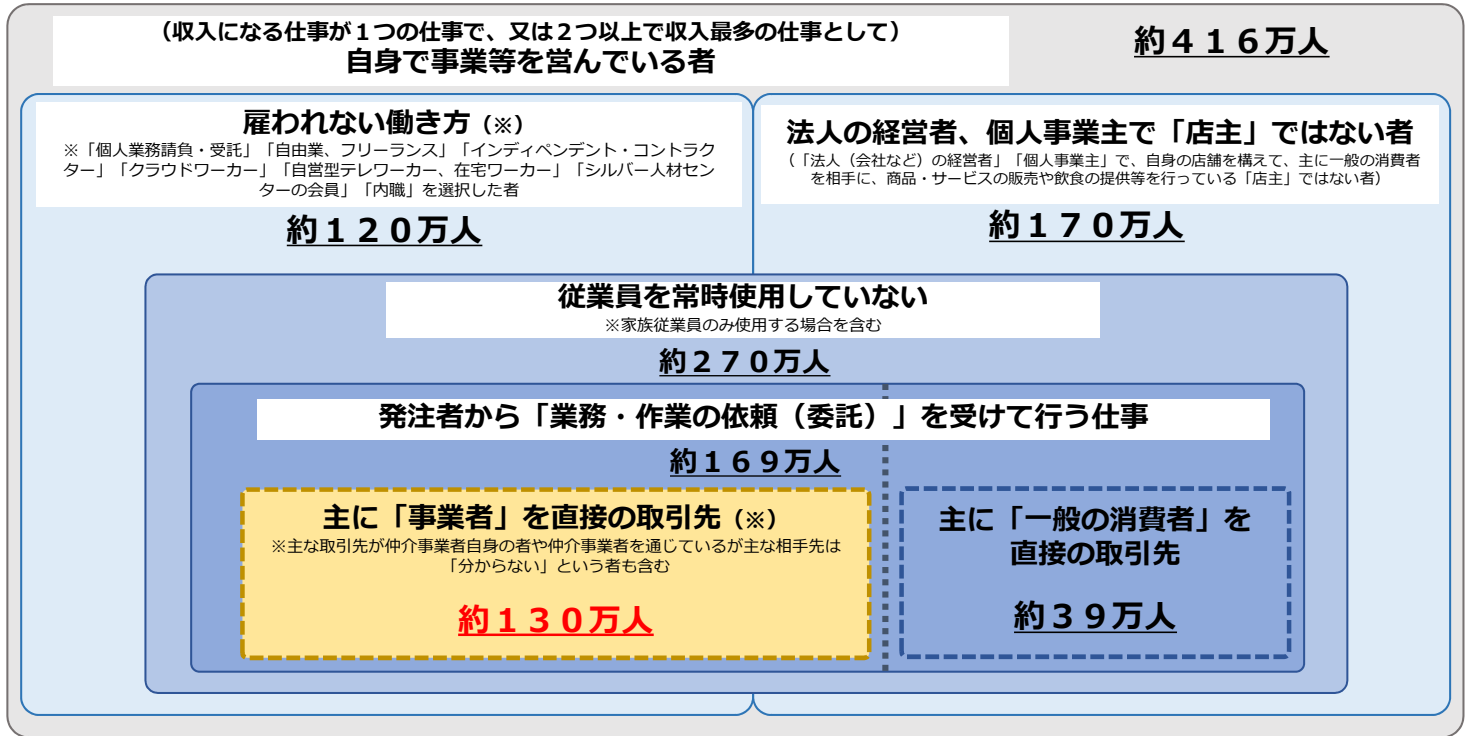 （収入になる仕事が１つの仕事で、又は２つ以上で収入最多の仕事として）
自身で事業等を営んでいる者
約４１６万人
雇われない働き方（※）
※「個人業務請負・受託」「自由業、フリーランス」「インディペンデント・コントラク
ター」「クラウドワーカー」「自営型テレワーカー、在宅ワーカー」「シルバー人材セン
ターの会員」「内職」を選択した者
約１２０万人
法人の経営者、個人事業主で「店主」ではない者
（「法人（会社など）の経営者」「個人事業主」で、自身の店舗を構えて、主に一般の消費者
を相手に、商品・サービスの販売や飲食の提供等を行っている「店主」ではない者）
約１７０万人
従業員を常時使用していない
※家族従業員のみ使用する場合を含む
約２７０万人
発注者から「業務・作業の依頼（委託）」を受けて行う仕事
約１６９万人
主に「事業者」を直接の取引先（※）
※主な取引先が仲介事業者自身の者や仲介事業者を通じているが主な相手先は
「分からない」という者も含む
約１３０万人
主に「一般の消費者」を
直接の取引先
約３９万人